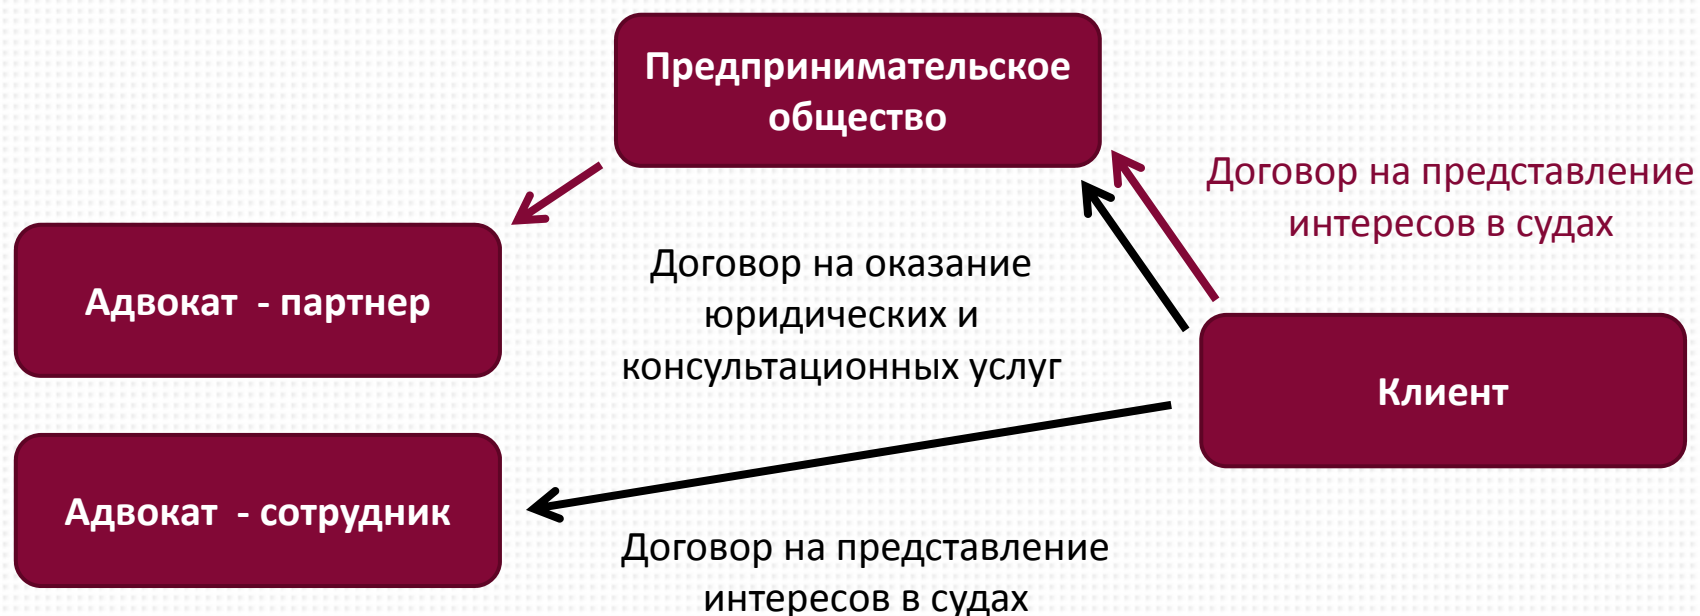 Предпринимательское
общество
Договор на представление
интересов в судах
Адвокат - партнер
Договор на оказание
юридических и
консультационных услуг
Клиент
Адвокат - сотрудник
Договор на представление
интересов в судах